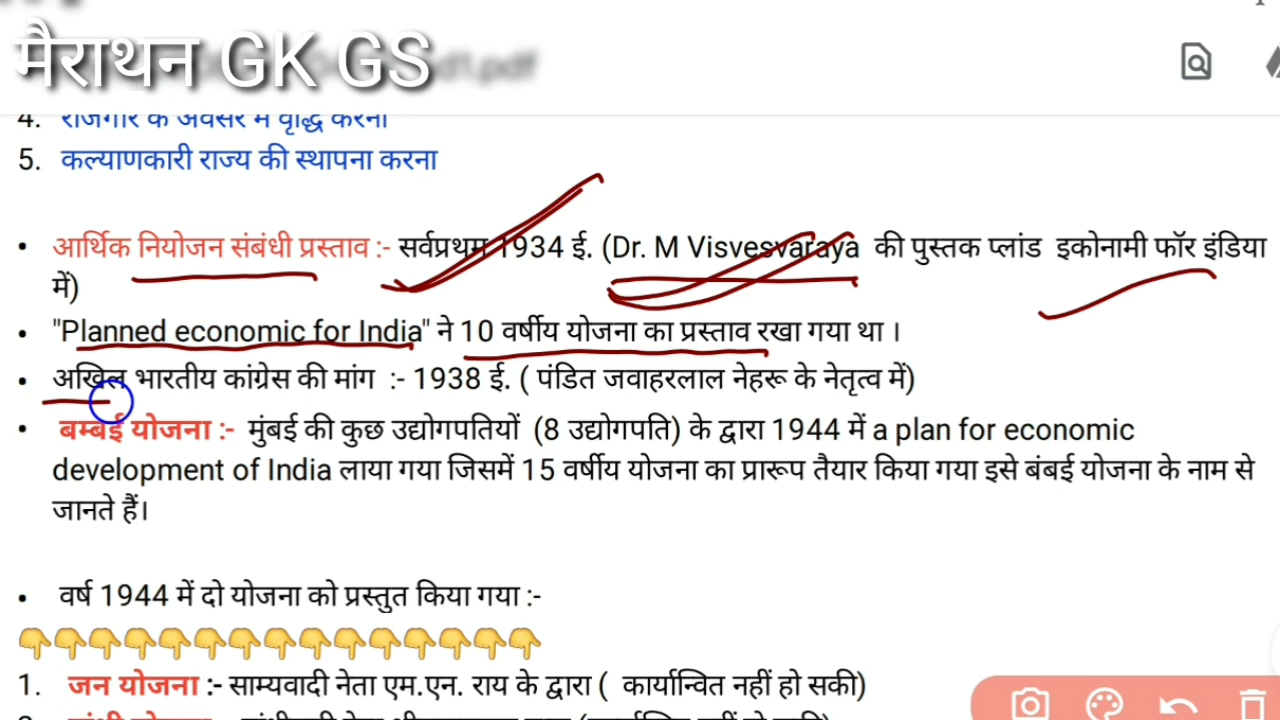 मैराथन GK GS d1.pdf
4. रोजगार के अवसर में वृद्धि करना
5. कल्याणकारी राज्य की स्थापना करना
• आर्थिक नियोजन संबंधी प्रस्ताव :- सर्वप्रथम 1934 ई. (Dr. M Visvesvaraya की पुस्तक प्लांड इकोनामी फॉर इंडिया
में)
• "Planned economic for India" ने 10 वर्षीय योजना का प्रस्ताव रखा गया था ।
• अखिल भारतीय कांग्रेस की मांग :- 1938 ई. ( पंडित जवाहरलाल नेहरू के नेतृत्व में)
• बम्बई योजना :- मुंबई की कुछ उद्योगपतियों (8 उद्योगपति) के द्वारा 1944 में a plan for economic
development of India लाया गया जिसमें 15 वर्षीय योजना का प्रारूप तैयार किया गया इसे बंबई योजना के नाम से
जानते हैं।
• वर्ष 1944 में दो योजना को प्रस्तुत किया गया :-
👇👇👇👇👇👇👇👇👇👇👇👇👇👇👇
1. जन योजना :- साम्यवादी नेता एम.एन. राय के द्वारा ( कार्यान्वित नहीं हो सकी)